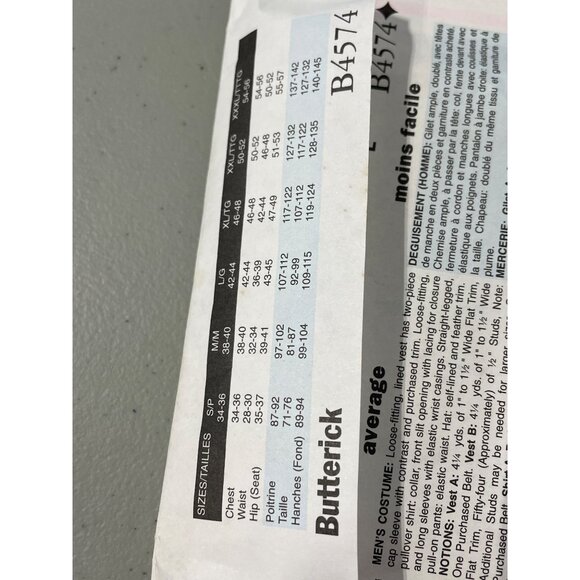 SIZES/TAILLES S/P M/M L/G XL/TG XXL/TTG XXXL/TTTG
34-36 38-40 42-44 46-48 50-52 54-56
Chest 34-36 38-40 42-44 46-48 50-52 54-56
Waist 28-30 32-34 36-39 42-44 46-48 50-52
Hip (Seat) 35-37 39-41 43-45 47-49 51-53 55-57
Poitrine 87-92 97-102 107-112 117-122 127-132 137-142
Taille 71-76 81-87 92-99 107-112 117-122 127-132
Hanches (Fond) 89-94 99-104 109-115 119-124 128-135 140-145
Butterick B4574
B4574
average
MEN'S COSTUME: Loose-fitting, lined vest has two-piece
cap sleeve with contrast and purchased trim. Loose-fitting,
pullover shirt: collar, front slit opening with lacing for closure
and long sleeves with elastic wrist casings. Straight-legged,
pull-on pants: elastic waist. Hat: self-lined and feather trim.
NOTIONS: Vest A: 4¼ yds. of 1" to 1½" Wide Flat Trim,
One Purchased Belt. Vest B: 4¼ yds. of 1" to 1½" Wide
Flat Trim, Fifty-four (Approximately) of ½" Studs, Note:
Additional Studs may be needed for larger sizes.
Purchased Belt.
moins facile
DEGUISEMENT (HOMME): Gilet ample, doublé, avec têtes
de manche en deux pièces et garniture en contraste acheté.
Chemise ample, à passer par la tête: col, fente devant avec
fermeture à cordon et manches longues avec coulisses et
élastique aux poignets. Pantalon à jambe droite: élastique à
la taille. Chapeau: doublé du même tissu et garniture de
plume.
MERCERIE: